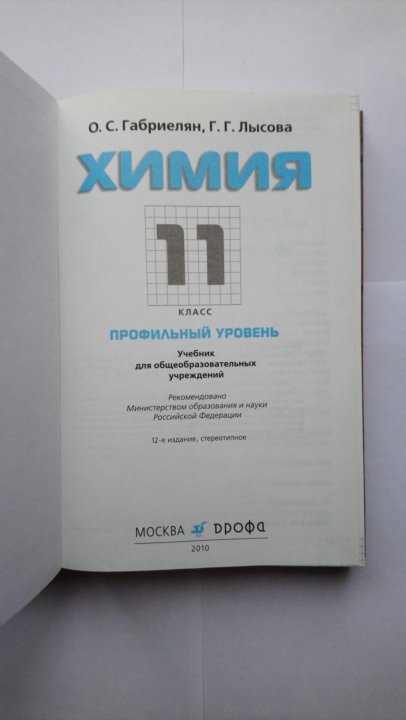 О. С. Габриелян, Г. Г. Лысова
ХИМИЯ
11
КЛАСС
ПРОФИЛЬНЫЙ УРОВЕНЬ
Учебник
для общеобразовательных
учреждений
Рекомендовано
Министерством образования и науки
Российской Федерации
12-е издание, стереотипное
МОСКВА дрофа
2010